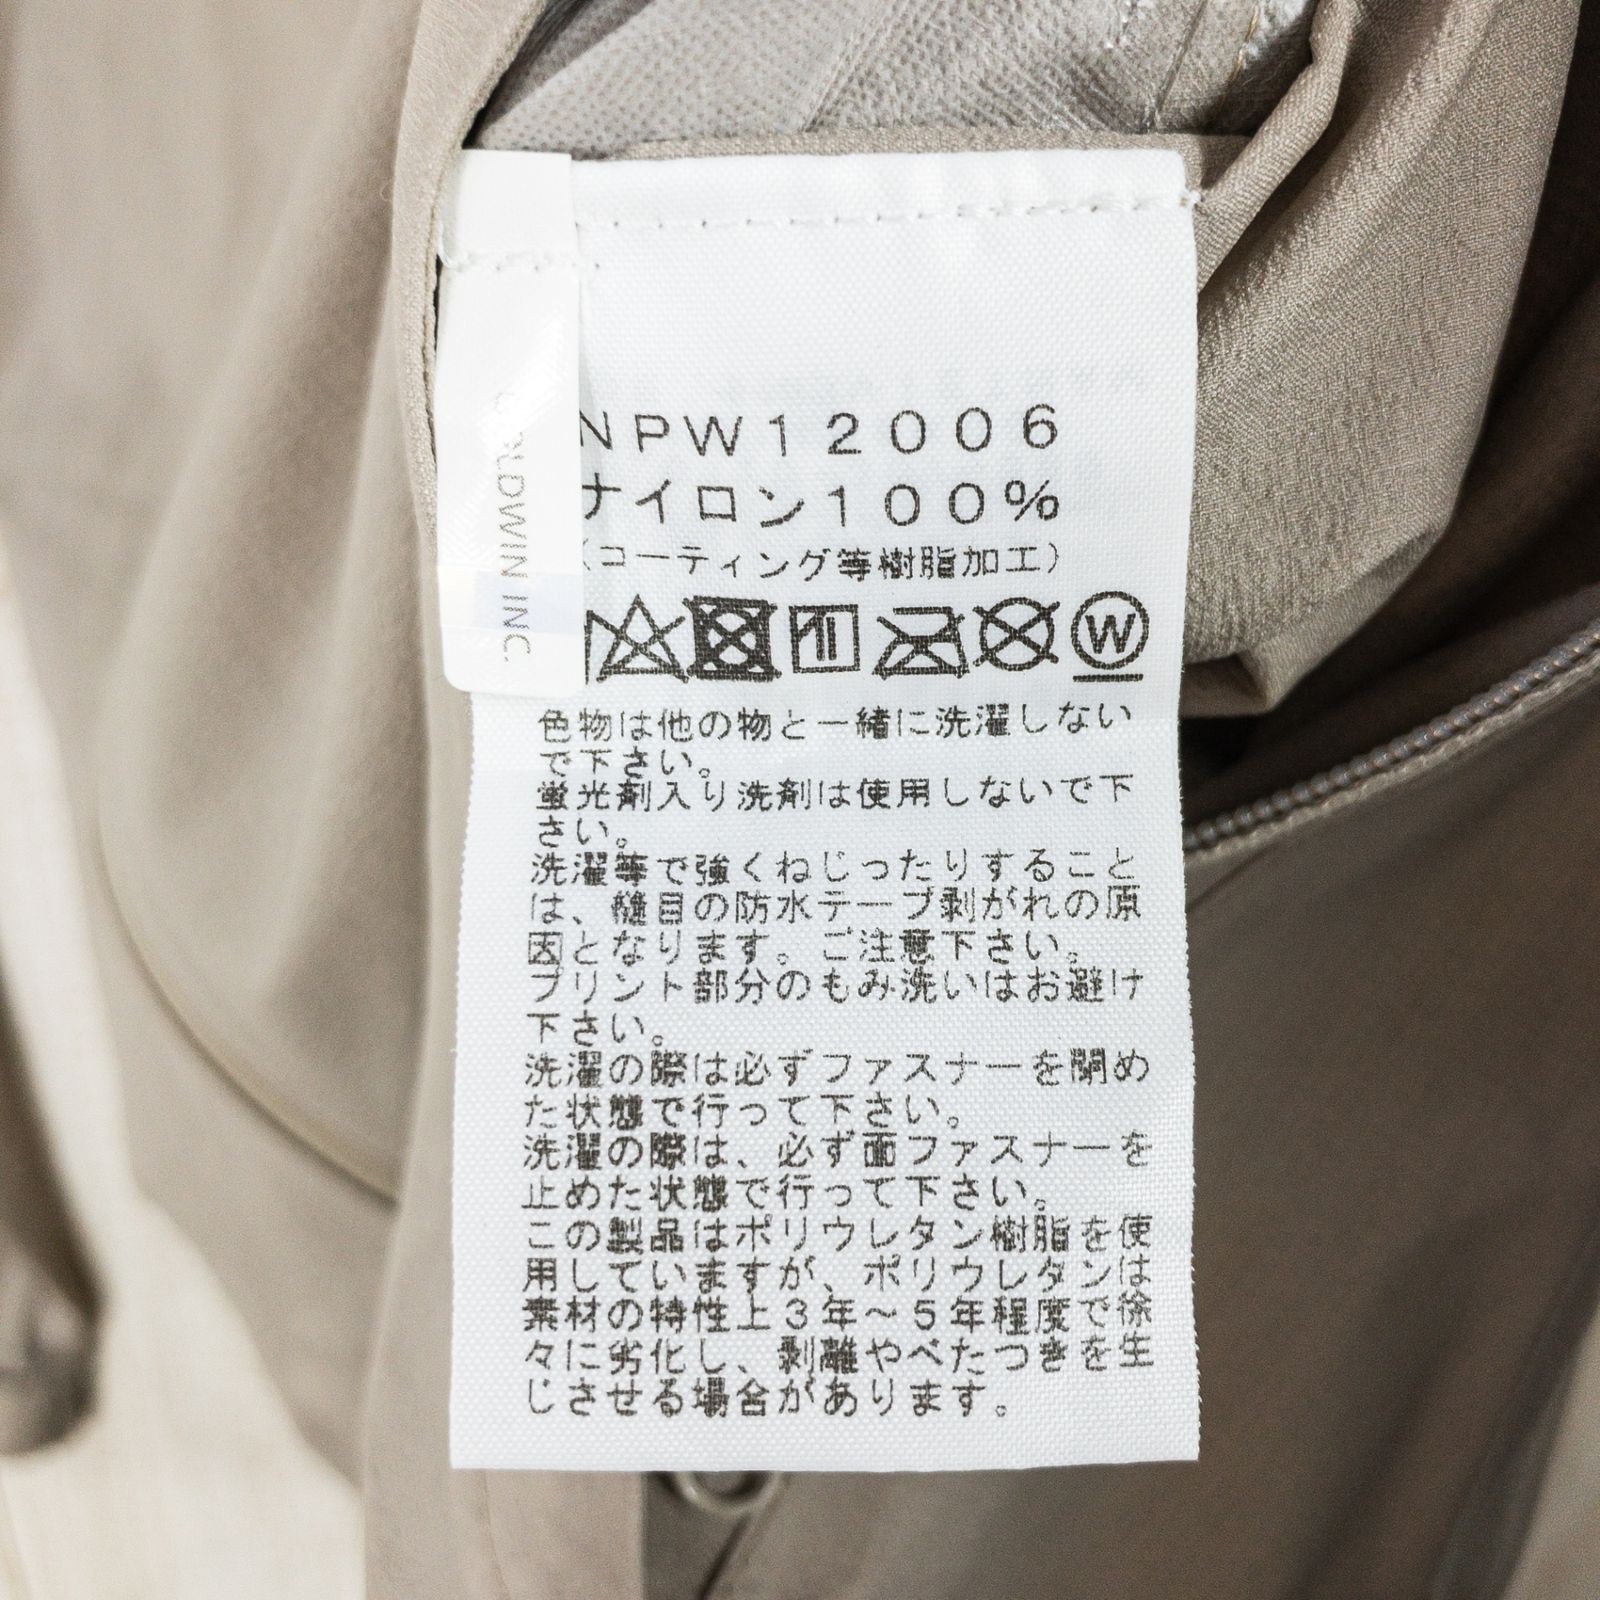 NPW12006
ナイロン100%
(コーティング等樹脂加工)
LDWIN INC.
W
色物は他の物と一緒に洗濯しない
で下さい。
蛍光剤入り洗剤は使用しないで下
さい。
洗濯等で強くねじったりすること
は、縫目の防水テープ剥がれの原
因となります。ご注意下さい。
プリント部分のもみ洗いはお避け
下さい。
洗濯の際は必ずファスナーを閉め
た状態で行って下さい。
洗濯の際は、必ず面ファスナーを
止めた状態で行って下さい。
この製品はポリウレタン樹脂を使
用していますが、ポリウレタンは
素材の特性上3年～5年程度で徐
々に劣化し、剥離やべたつきを生
じさせる場合があります。